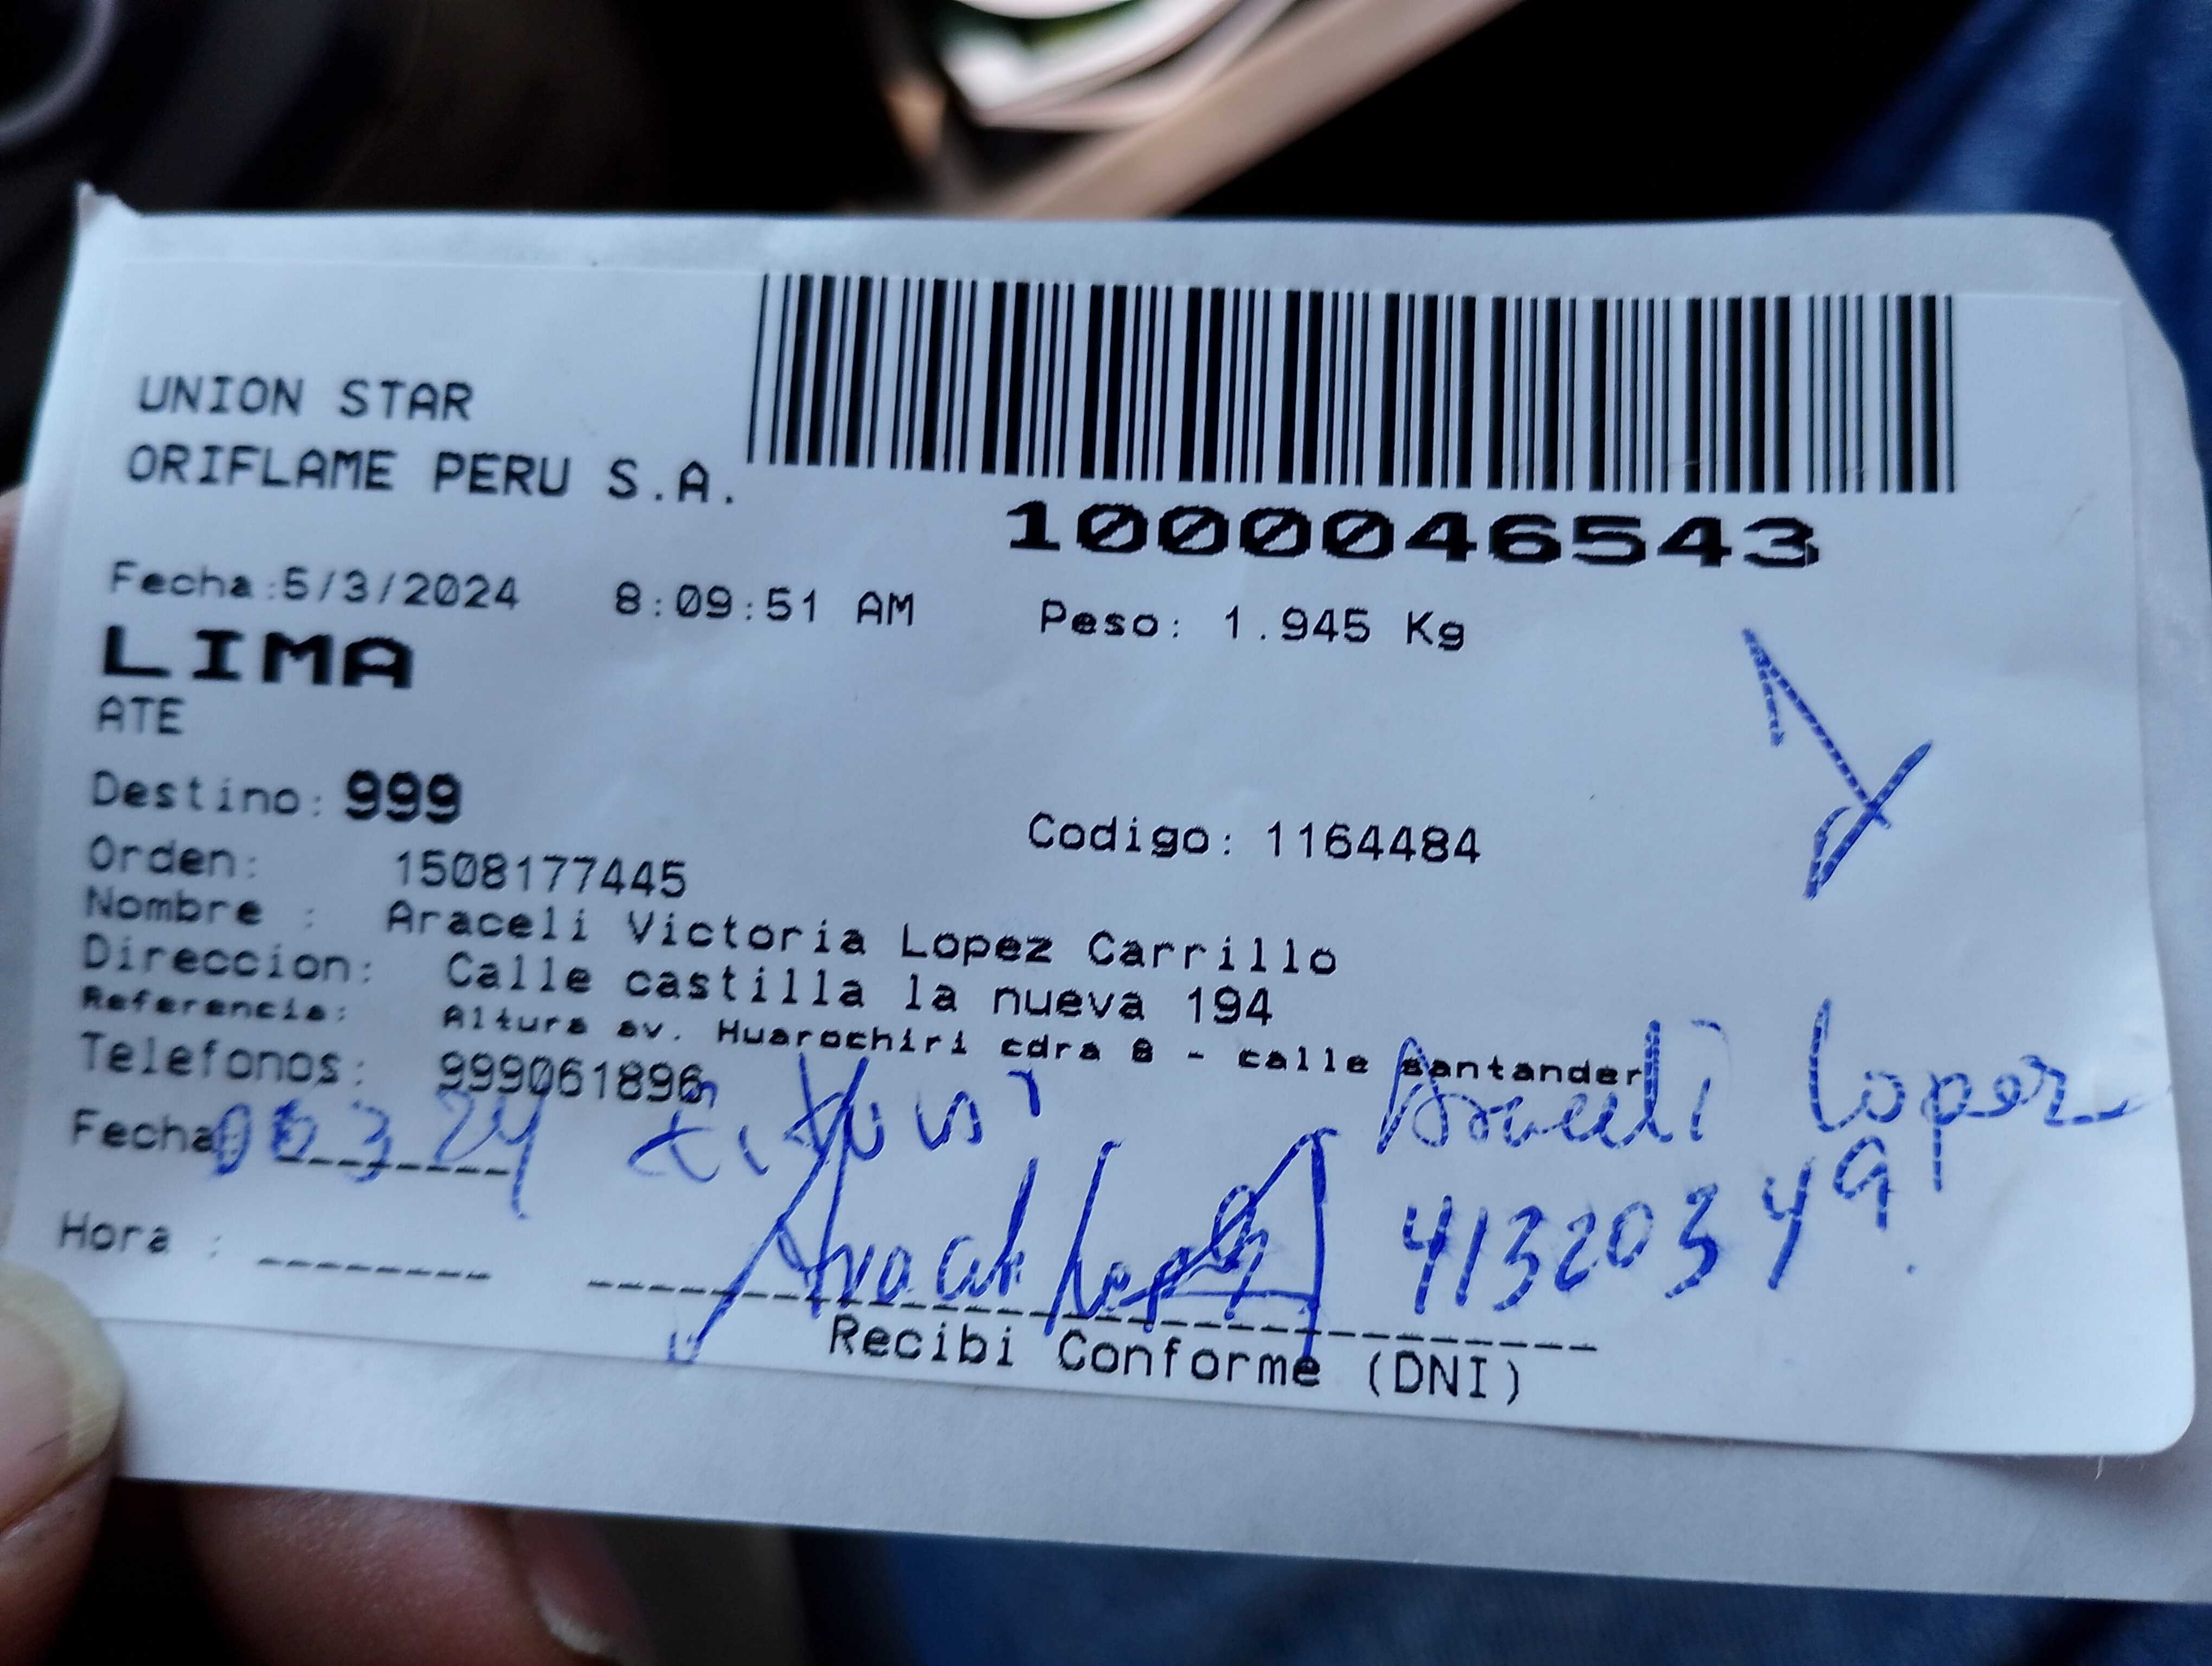 UNION STAR
ORIFLAME PERU S.A.
1000046543
Fecha:5/3/2024 8:09:51 AM Peso: 1.945 Kg
LIMA
ATE
Destino: 999
Codigo: 1164484
Orden: 1508177445
Nombre : Araceli Victoria Lopez Carrillo
Direccion: Calle castilla la nueva 194
Referencia: Altura av. Huarochiri cdra 8 - calle santander
Telefonos: 999061896
Araceli Lopez
Fecha 3 24
41320349
Hora :
Recibi Conforme (DNI)